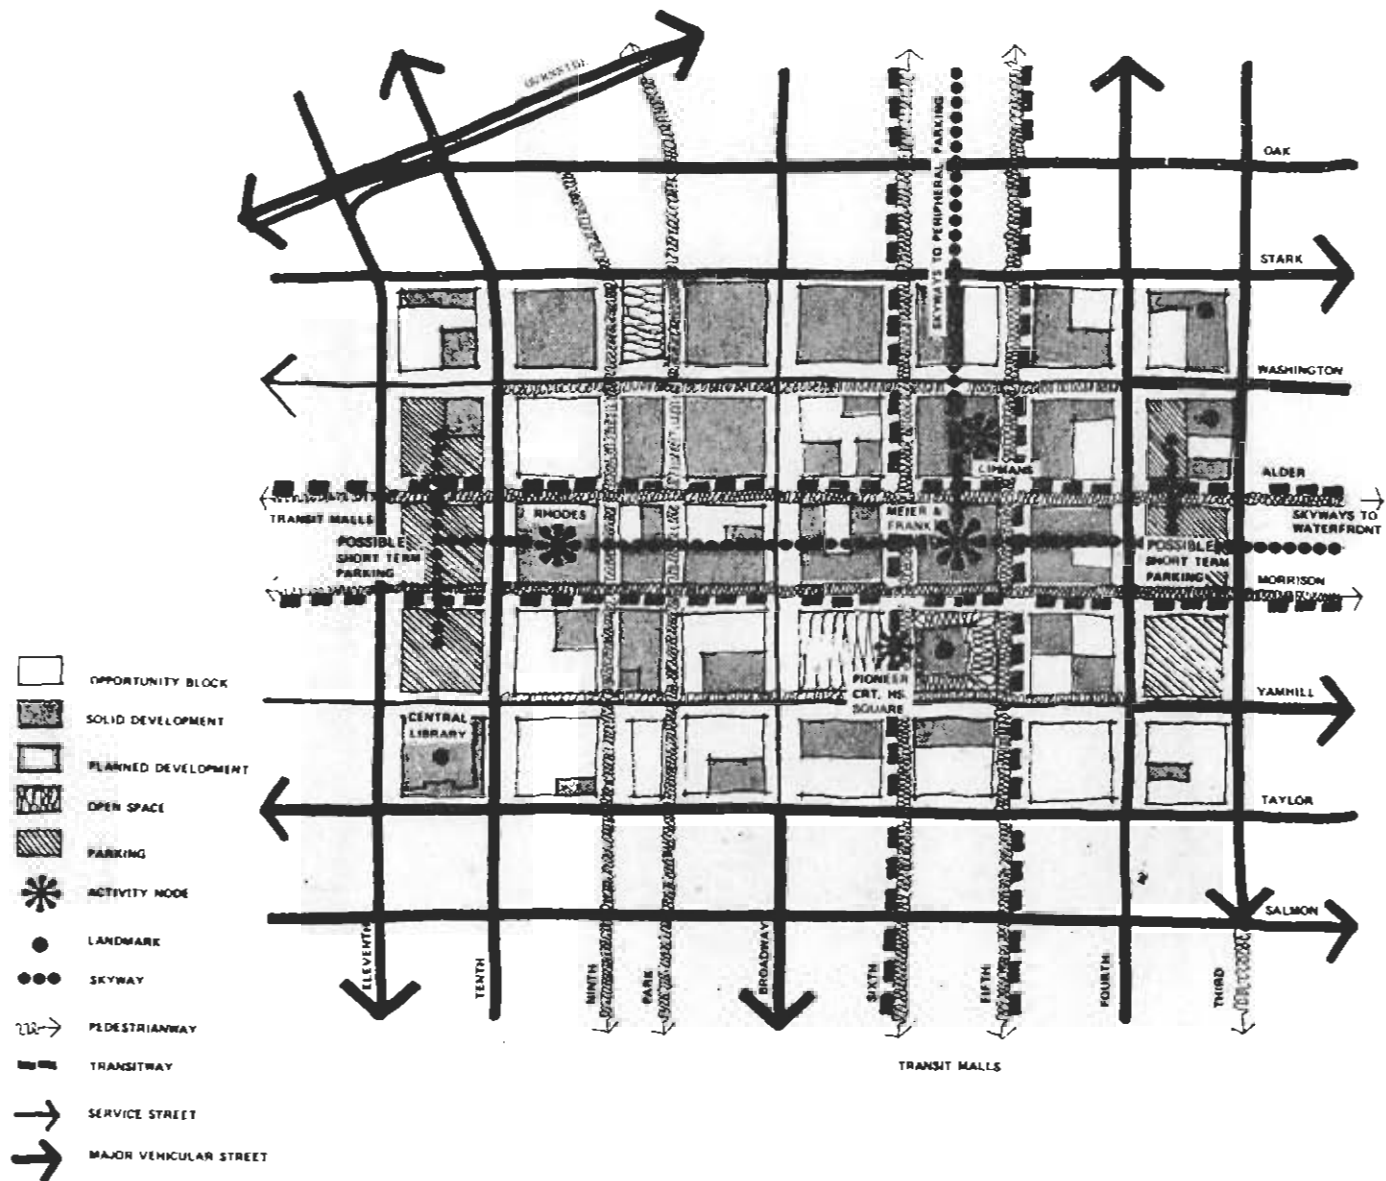 BURNSIDE
SKYWAYS TO PERIPHERAL PARKING
OAK
STARK
WASHINGTON
LIPMANS
ALDER
TRANSIT MALLS
RHODES
MEIER &
FRANK
SKYWAYS TO
WATERFRONT
POSSIBLE
SHORT TERM
PARKING
POSSIBLE
SHORT TERM
PARKING
MORRISON
PIONEER
CRT. HS.
SQUARE
YAMHILL
CENTRAL
LIBRARY
TAYLOR
SALMON
ELEVENTH
TENTH
NINTH
PARK
BROADWAY
SIXTH
FIFTH
FOURTH
THIRD
TRANSIT MALLS
OPPORTUNITY BLOCK
SOLID DEVELOPMENT
PLANNED DEVELOPMENT
OPEN SPACE
PARKING
ACTIVITY NODE
LANDMARK
SKYWAY
PEDESTRIANWAY
TRANSITWAY
SERVICE STREET
MAJOR VEHICULAR STREET